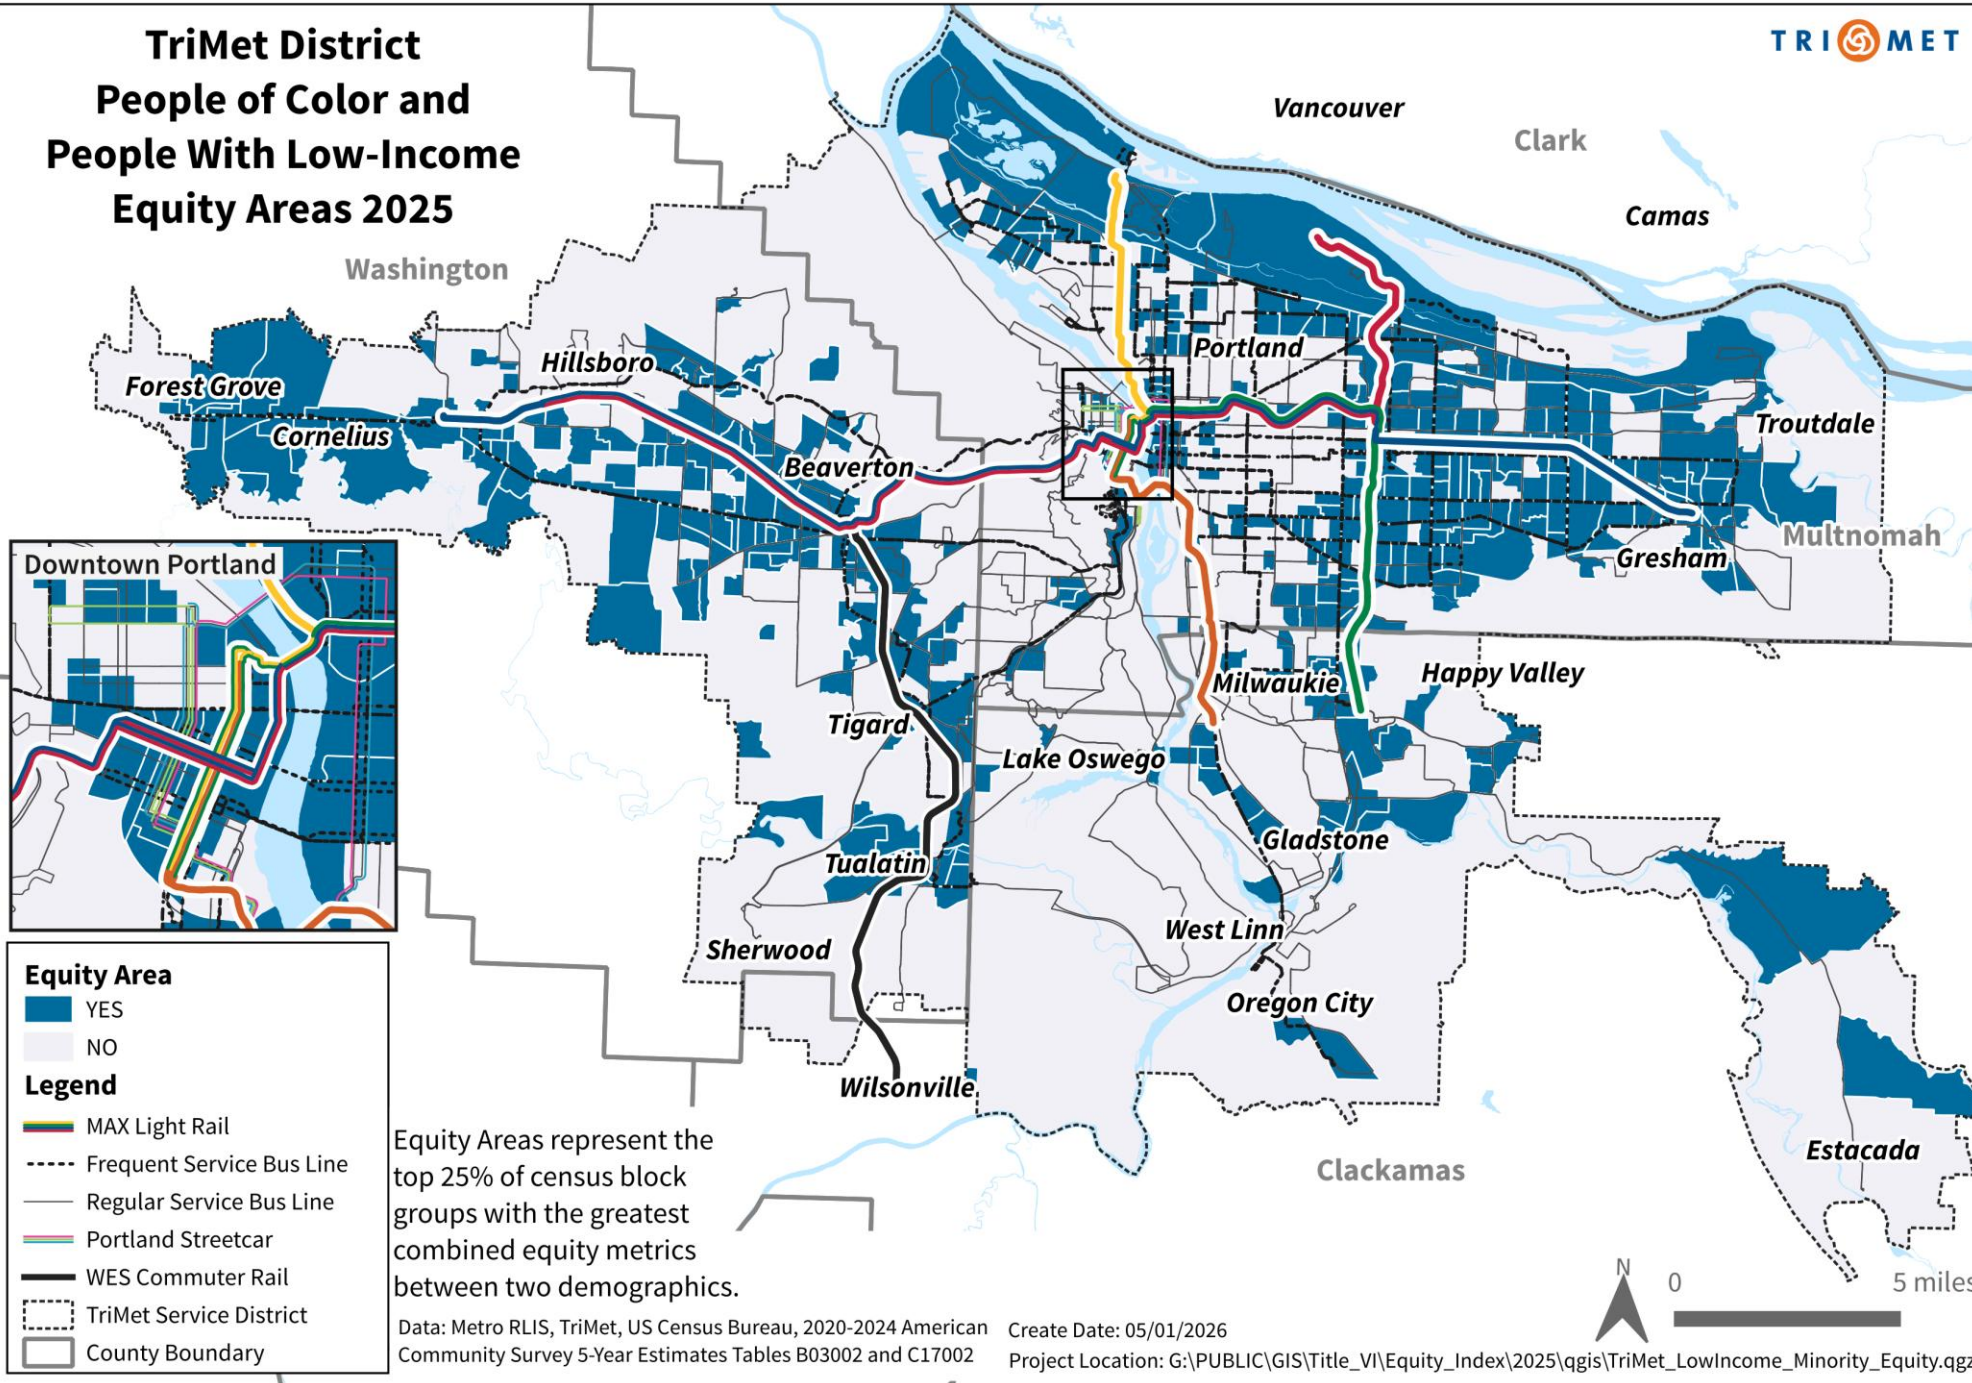 TriMet District
People of Color and
People With Low-Income
Equity Areas 2025
TRIMET
Vancouver
Clark
Camas
Washington
Hillsboro
Portland
Forest Grove
Cornelius
Troutdale
Beaverton
Multnomah
Gresham
Downtown Portland
Happy Valley
Milwaukie
Tigard
Lake Oswego
Gladstone
Tualatin
West Linn
Sherwood
Oregon City
Wilsonville
Estacada
Clackamas
Equity Area
YES
NO
Legend
MAX Light Rail
Frequent Service Bus Line
Regular Service Bus Line
Portland Streetcar
WES Commuter Rail
TriMet Service District
County Boundary
Equity Areas represent the
top 25% of census block
groups with the greatest
combined equity metrics
between two demographics.
Data: Metro RLIS, TriMet, US Census Bureau, 2020-2024 American
Community Survey 5-Year Estimates Tables B03002 and C17002
Create Date: 05/01/2026
Project Location: G:\PUBLIC\GIS\Title_VI\Equity_Index\2025\qgis\TriMet_LowIncome_Minority_Equity.qgz
N
0
5 miles